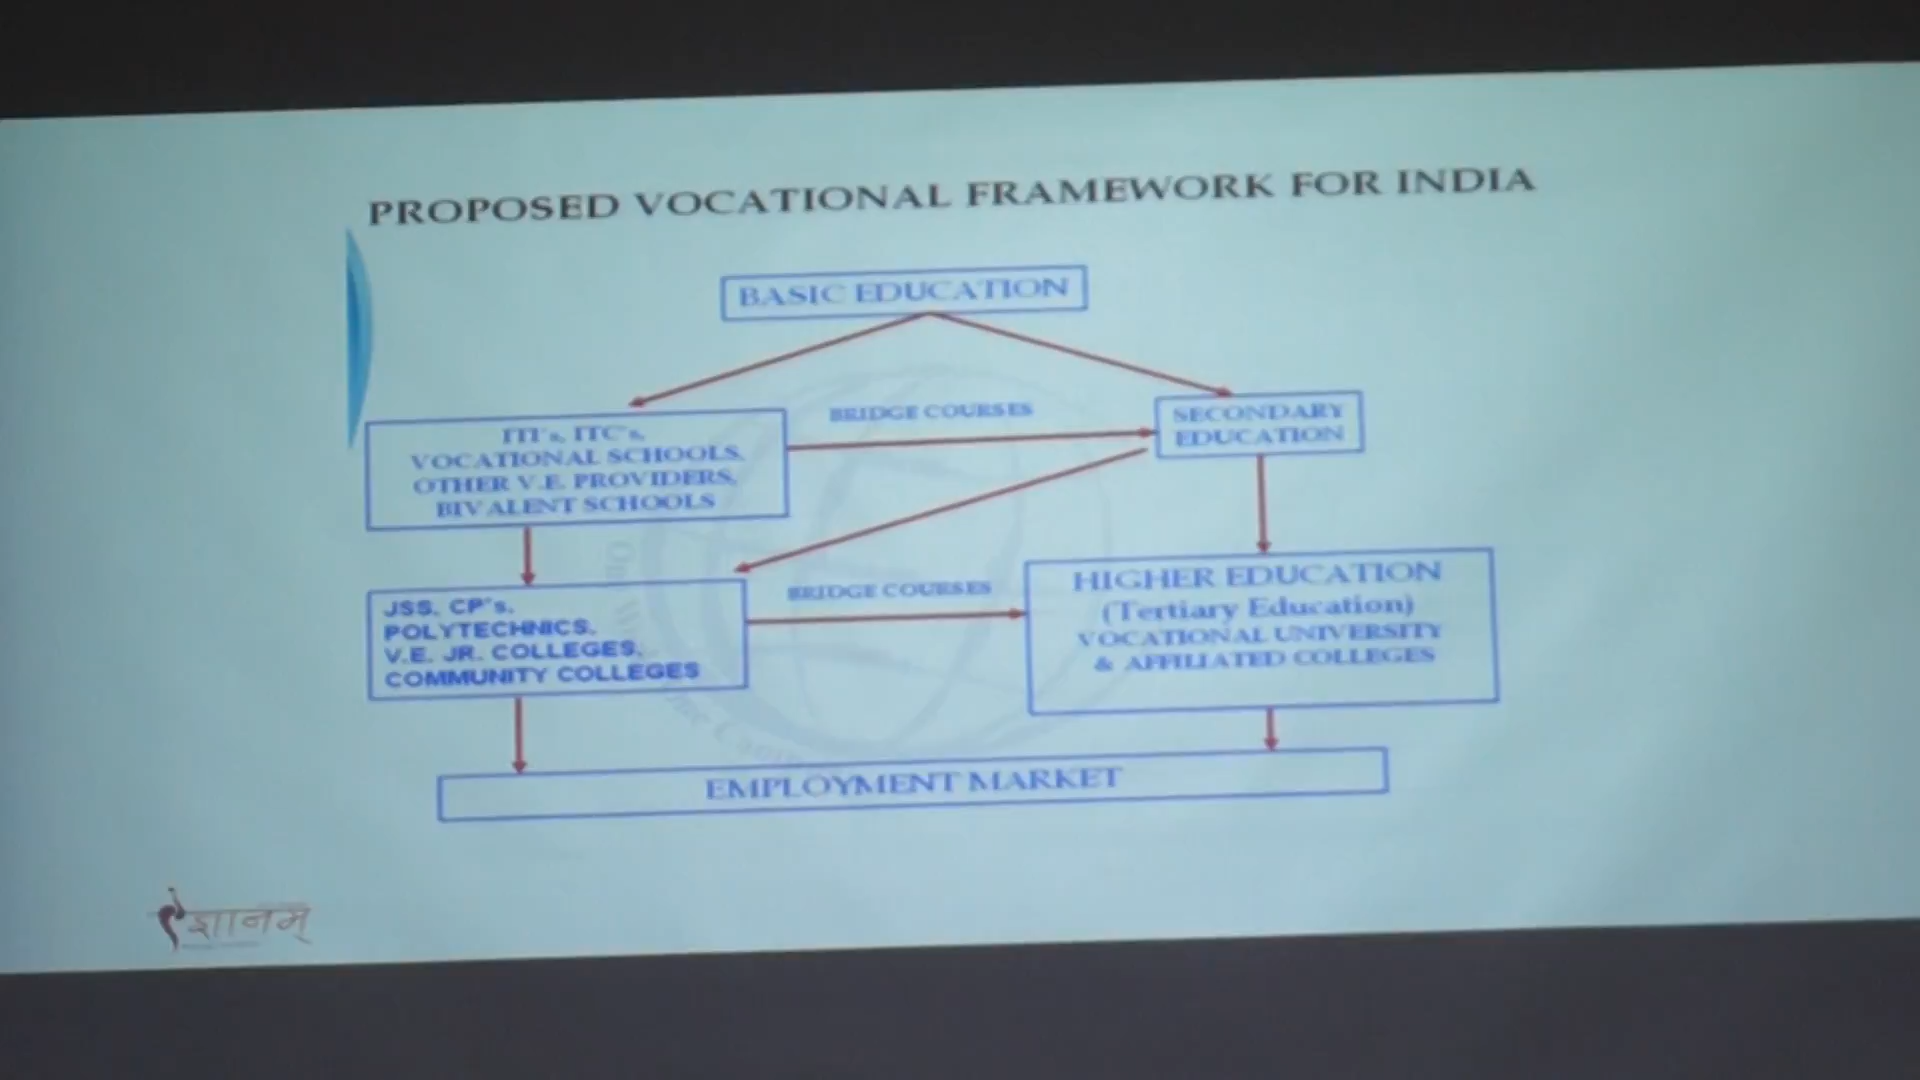 PROPOSED VOCATIONAL FRAMEWORK FOR INDIA
BASIC EDUCATION
ITI's, ITC's,
VOCATIONAL SCHOOLS,
OTHER V.E. PROVIDERS,
BIVALENT SCHOOLS
BRIDGE COURSES
SECONDARY
EDUCATION
JSS, CP's,
POLYTECHNICS,
V.E. JR. COLLEGES,
COMMUNITY COLLEGES
BRIDGE COURSES
HIGHER EDUCATION
(Tertiary Education)
VOCATIONAL UNIVERSITY
& AFFILIATED COLLEGES
EMPLOYMENT MARKET
ज्ञानम्